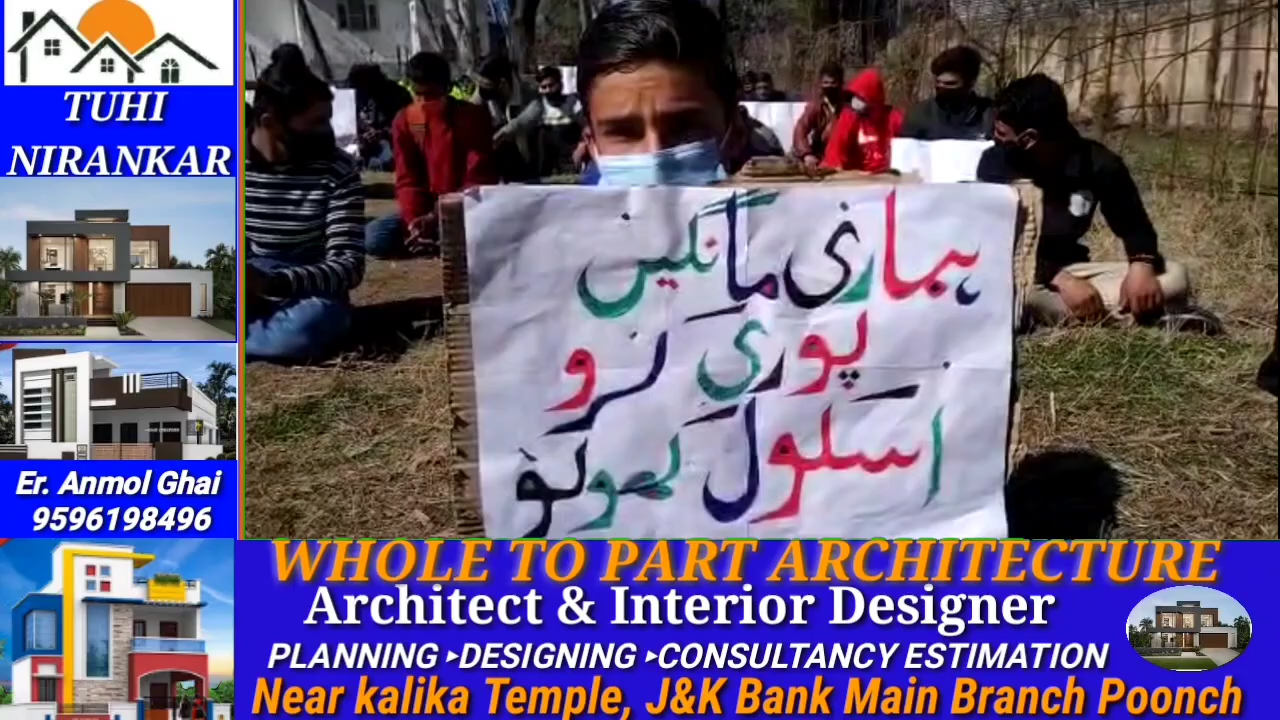 TUHI
NIRANKAR
Er. Anmol Ghai
9596198496
ہماری مانگیں
پوری کرو
اسکول کھولو
WHOLE TO PART ARCHITECTURE
Architect & Interior Designer
PLANNING ‣DESIGNING ‣CONSULTANCY ESTIMATION
Near kalika Temple, J&K Bank Main Branch Poonch